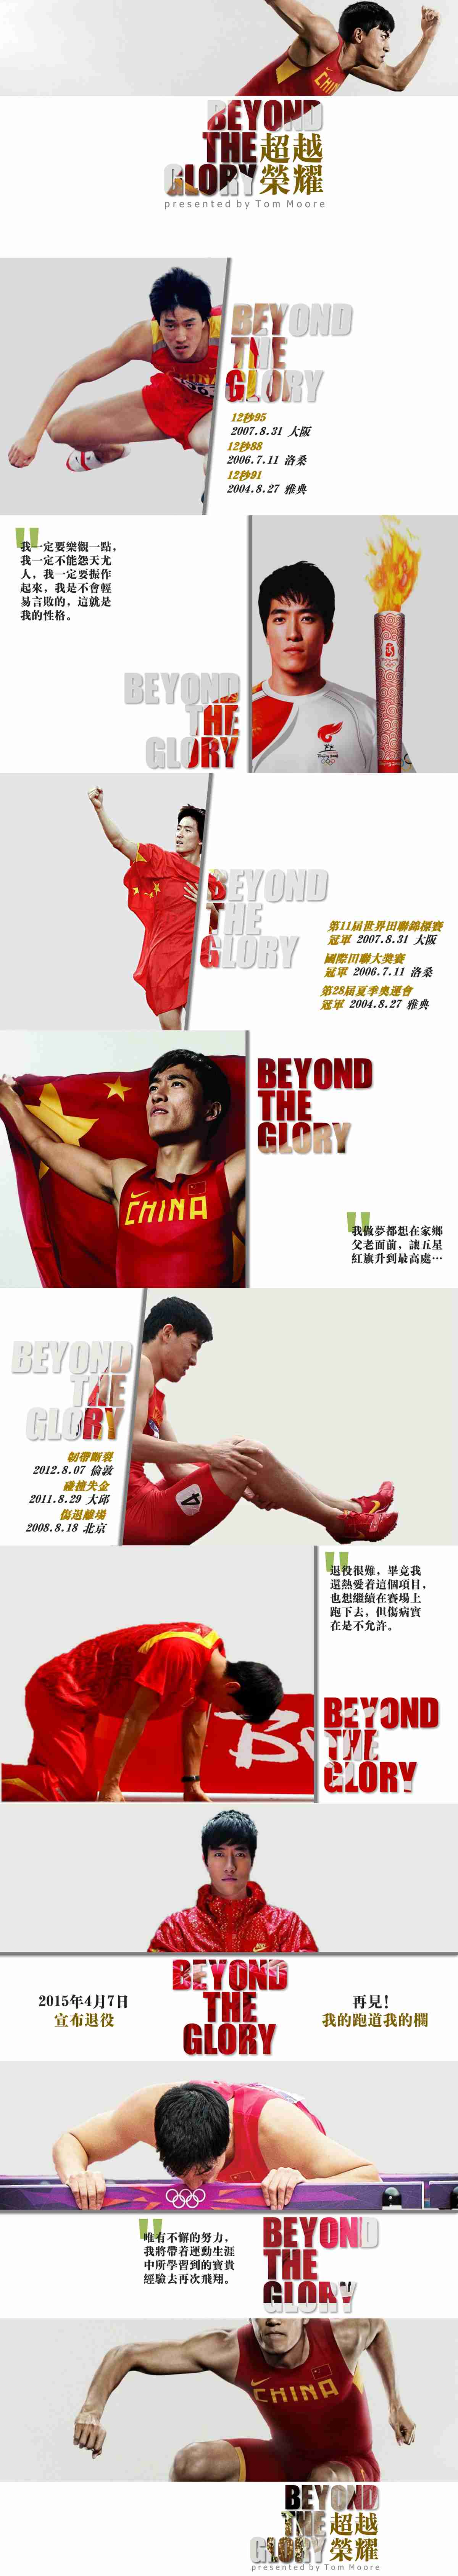 CHIN
BEYOND
THE
GLORY
超越
榮耀
presented by Tom Moore
BEYOND
THE
GLORY
12秒95
2007.8.31 大阪
12秒88
2006.7.11 洛桑
12秒91
2004.8.27 雅典
我一定要樂觀一點,
我一定不能怨天尤
人, 我一定要振作
起來, 我是不會輕
易言敗的, 這就是
我的性格。
BEYOND
THE
GLORY
BEYOND
THE
GLORY
第11屆世界田聯錦標賽
冠軍 2007.8.31 大阪
國際田聯大獎賽
冠軍 2006.7.11 洛桑
第28屆夏季奧運會
冠軍 2004.8.27 雅典
CHINA
BEYOND
THE
GLORY
我做夢都想在家鄉
父老面前, 讓五星
紅旗升到最高處…
BEYOND
THE
GLORY
韌帶斷裂
2012.8.07 倫敦
碰撞失金
2011.8.29 大邱
傷退離場
2008.8.18 北京
退役很難, 畢竟我
還熱愛着這個項目,
也想繼續在賽場上
跑下去, 但傷病實
在是不允許。
BEYOND
THE
GLORY
BEYOND
THE
GLORY
2015年4月7日
宣布退役
再見!
我的跑道我的欄
唯有不懈的努力,
我將帶着運動生涯
中所學習到的寶貴
經驗去再次飛翔。
BEYOND
THE
GLORY
CHINA
BEYOND
THE
GLORY
超越
榮耀
presented by Tom Moore